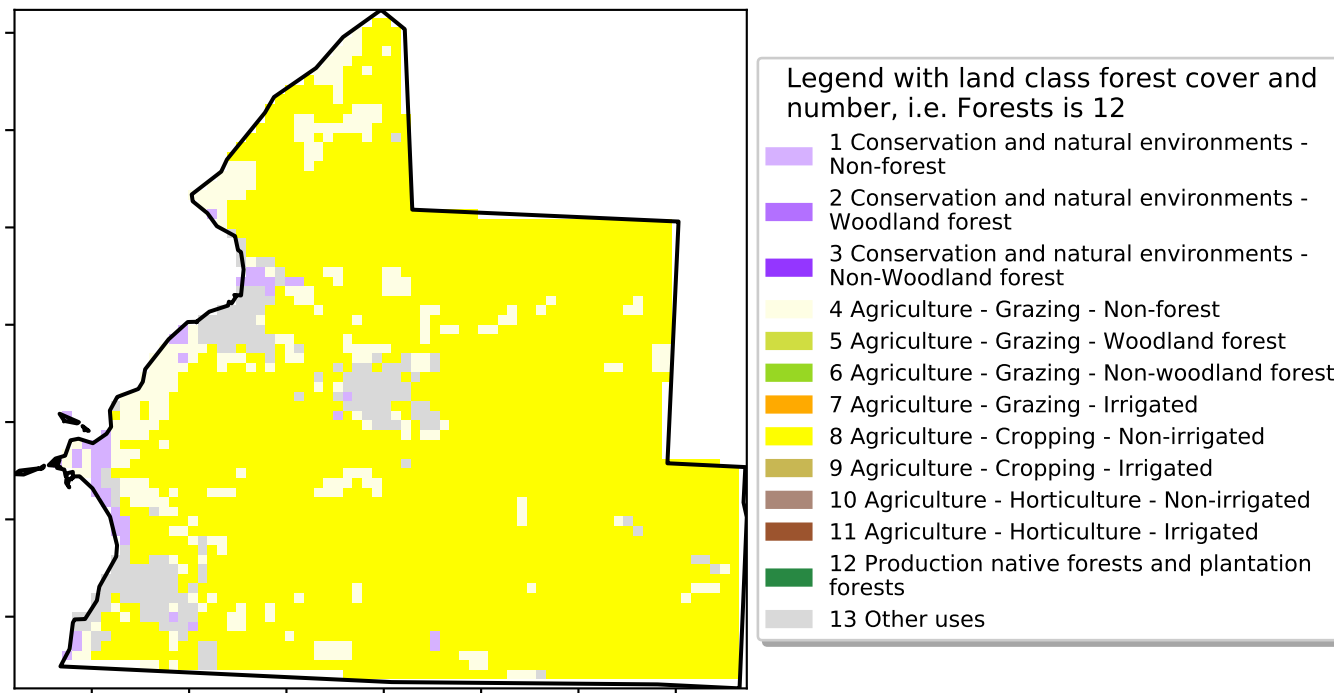 Legend with land class forest cover and
number, i.e. Forests is 12
1 Conservation and natural environments -
Non-forest
2 Conservation and natural environments -
Woodland forest
3 Conservation and natural environments -
Non-Woodland forest
4 Agriculture - Grazing - Non-forest
5 Agriculture - Grazing - Woodland forest
6 Agriculture - Grazing - Non-woodland forest
7 Agriculture - Grazing - Irrigated
8 Agriculture - Cropping - Non-irrigated
9 Agriculture - Cropping - Irrigated
10 Agriculture - Horticulture - Non-irrigated
11 Agriculture - Horticulture - Irrigated
12 Production native forests and plantation
forests
13 Other uses